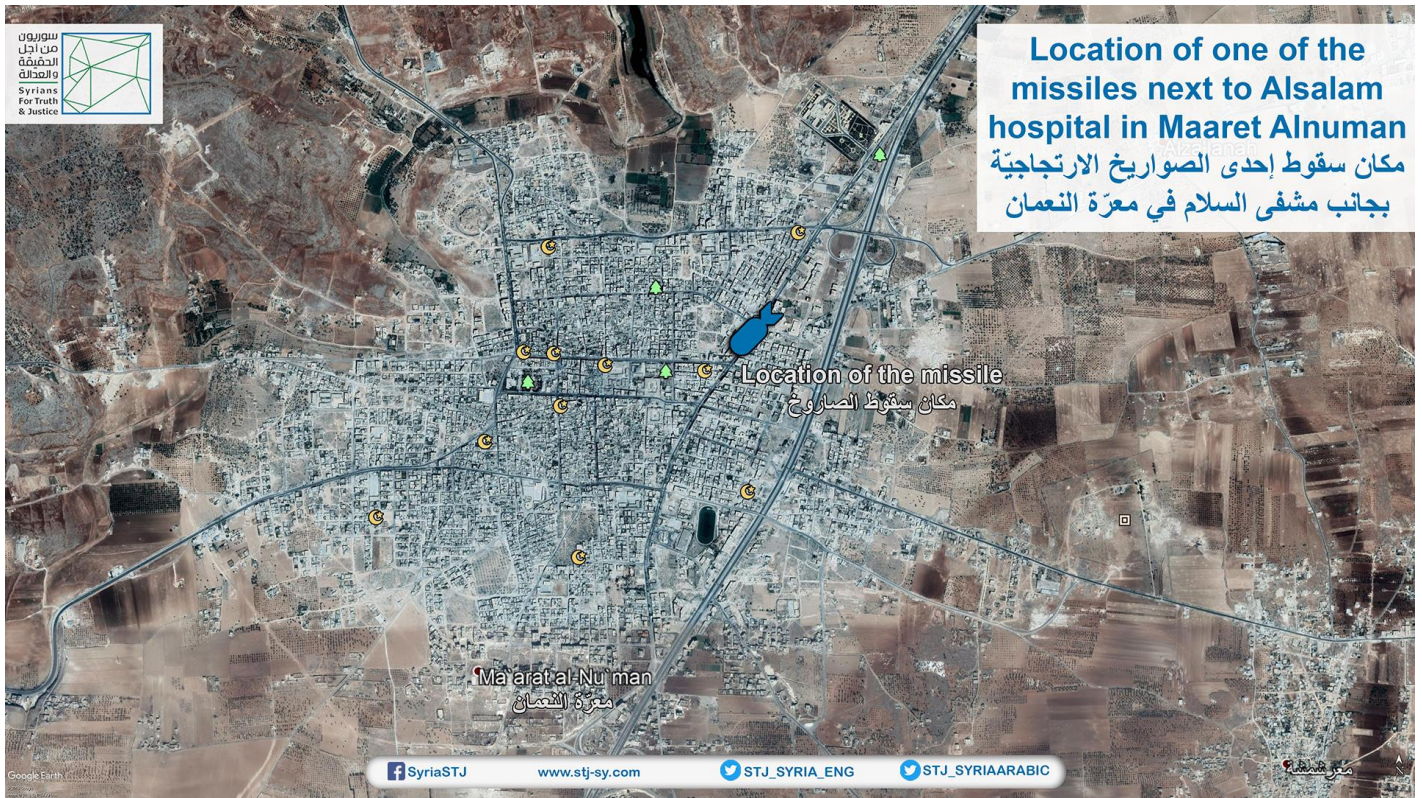 سوريون
من أجل
الحقيقة
والعدالة
Syrians
For Truth
& Justice
Location of one of the
missiles next to Alsalam
hospital in Maaret Alnuman
مكان سقوط إحدى الصواريخ الارتجاجيّة
بجانب مشفى السلام في معرّة النعمان
Location of the missile
مكان سقوط الصاروخ
Ma'arat al-Nu'man
معرّة النعمان
معرشمشة
Google Earth
SyriaSTJ
www.stj-sy.com
STJ_SYRIA_ENG
STJ_SYRIAARABIC